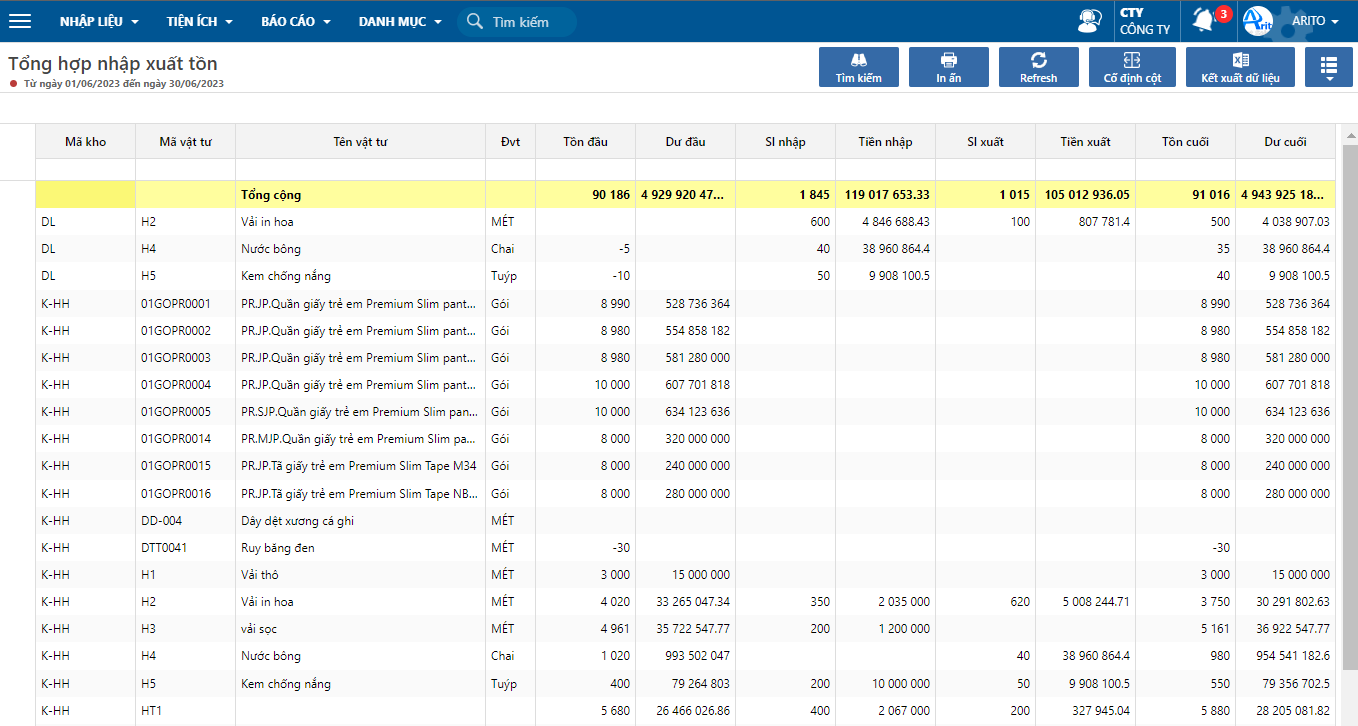 NHẬP LIỆU TIỆN ÍCH BÁO CÁO DANH MỤC Tìm kiếm CTY CÔNG TY 3 Arit ARITO
Tổng hợp nhập xuất tồn
Từ ngày 01/06/2023 đến ngày 30/06/2023
Tìm kiếm In ấn Refresh Cố định cột Kết xuất dữ liệu
Mã kho Mã vật tư Tên vật tư Đvt Tồn đầu Dư đầu Sl nhập Tiền nhập Sl xuất Tiền xuất Tồn cuối Dư cuối
Tổng cộng 90 186 4 929 920 47... 1 845 119 017 653.33 1 015 105 012 936.05 91 016 4 943 925 18...
DL H2 Vải in hoa MÉT 600 4 846 688.43 100 807 781.4 500 4 038 907.03
DL H4 Nước bông Chai -5 40 38 960 864.4 35 38 960 864.4
DL H5 Kem chống nắng Tuýp -10 50 9 908 100.5 40 9 908 100.5
K-HH 01GOPR0001 PR.JP.Quần giấy trẻ em Premium Slim pant... Gói 8 990 528 736 364 8 990 528 736 364
K-HH 01GOPR0002 PR.JP.Quần giấy trẻ em Premium Slim pant... Gói 8 980 554 858 182 8 980 554 858 182
K-HH 01GOPR0003 PR.JP.Quần giấy trẻ em Premium Slim pant... Gói 8 980 581 280 000 8 980 581 280 000
K-HH 01GOPR0004 PR.JP.Quần giấy trẻ em Premium Slim pant... Gói 10 000 607 701 818 10 000 607 701 818
K-HH 01GOPR0005 PR.SJP.Quần giấy trẻ em Premium Slim pan... Gói 10 000 634 123 636 10 000 634 123 636
K-HH 01GOPR0014 PR.MJP.Quần giấy trẻ em Premium Slim pa... Gói 8 000 320 000 000 8 000 320 000 000
K-HH 01GOPR0015 PR.JP.Tã giấy trẻ em Premium Slim Tape M34 Gói 8 000 240 000 000 8 000 240 000 000
K-HH 01GOPR0016 PR.JP.Tã giấy trẻ em Premium Slim Tape NB... Gói 8 000 280 000 000 8 000 280 000 000
K-HH DD-004 Dây dệt xương cá ghi MÉT
K-HH DTT0041 Ruy băng đen MÉT -30 -30
K-HH H1 Vải thô MÉT 3 000 15 000 000 3 000 15 000 000
K-HH H2 Vải in hoa MÉT 4 020 33 265 047.34 350 2 035 000 620 5 008 244.71 3 750 30 291 802.63
K-HH H3 vải sọc MÉT 4 961 35 722 547.77 200 1 200 000 5 161 36 922 547.77
K-HH H4 Nước bông Chai 1 020 993 502 047 40 38 960 864.4 980 954 541 182.6
K-HH H5 Kem chống nắng Tuýp 400 79 264 803 200 10 000 000 50 9 908 100.5 550 79 356 702.5
K-HH HT1 5 680 26 466 026.86 400 2 067 000 200 327 945.04 5 880 28 205 081.82